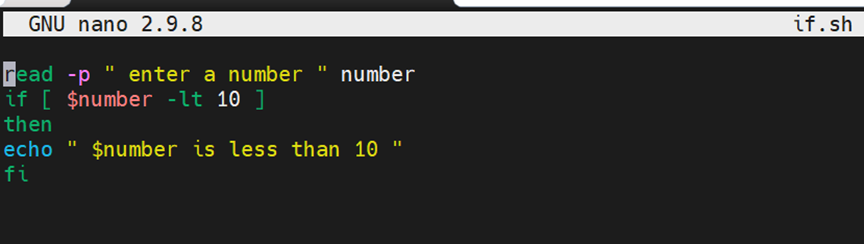 GNU nano 2.9.8 if.sh
read -p " enter a number " number
if [ $number -lt 10 ]
then
echo " $number is less than 10 "
fi